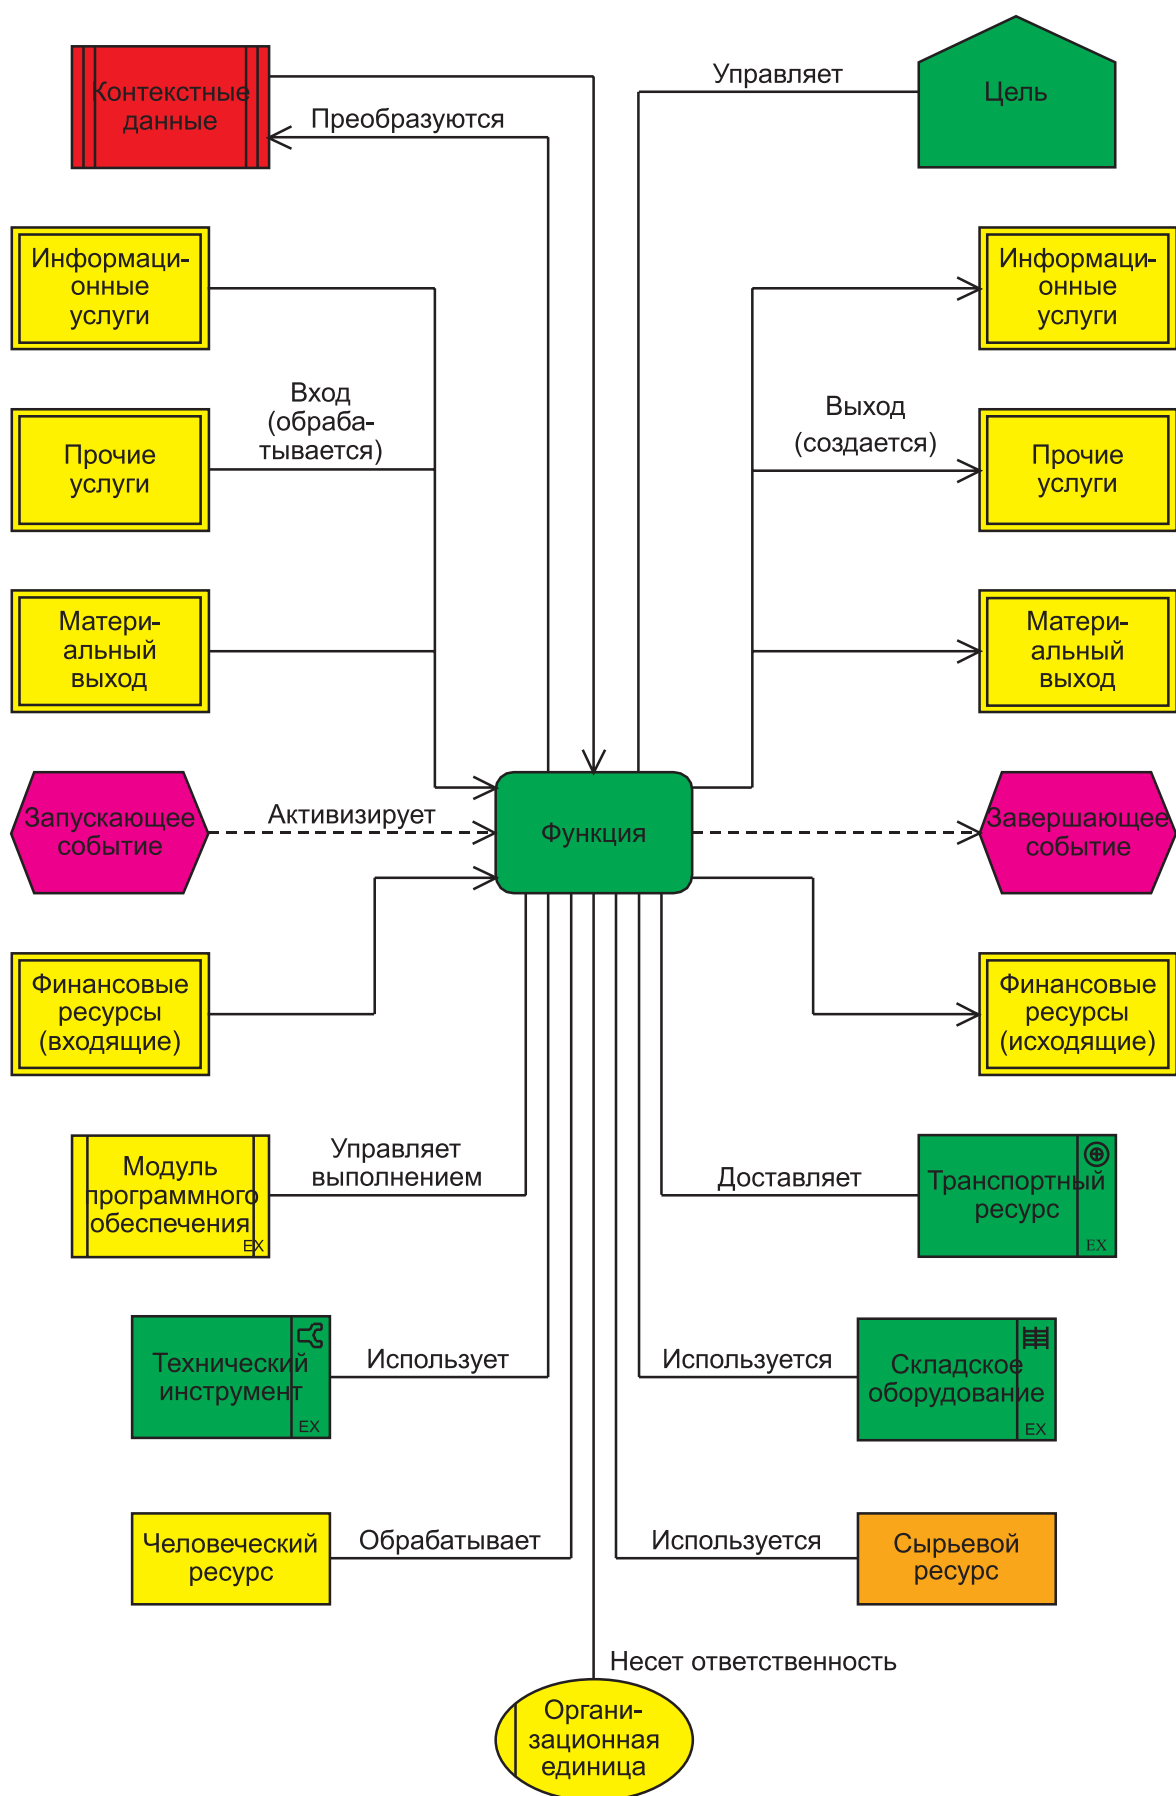 Контекстные
данные
Преобразуются
Управляет
Цель
Информаци-
онные
услуги
Информаци-
онные
услуги
Вход
(обраба-
тывается)
Выход
(создается)
Прочие
услуги
Прочие
услуги
Матери-
альный
выход
Матери-
альный
выход
Запускающее
событие
Активизирует
Функция
Завершающее
событие
Финансовые
ресурсы
(входящие)
Финансовые
ресурсы
(исходящие)
Модуль
программного
обеспечения
EX
Управляет
выполнением
Доставляет
Транспортный
ресурс
EX
Технический
инструмент
EX
Использует
Используется
Складское
оборудование
EX
Человеческий
ресурс
Обрабатывает
Используется
Сырьевой
ресурс
Несет ответственность
Органи-
зационная
единица